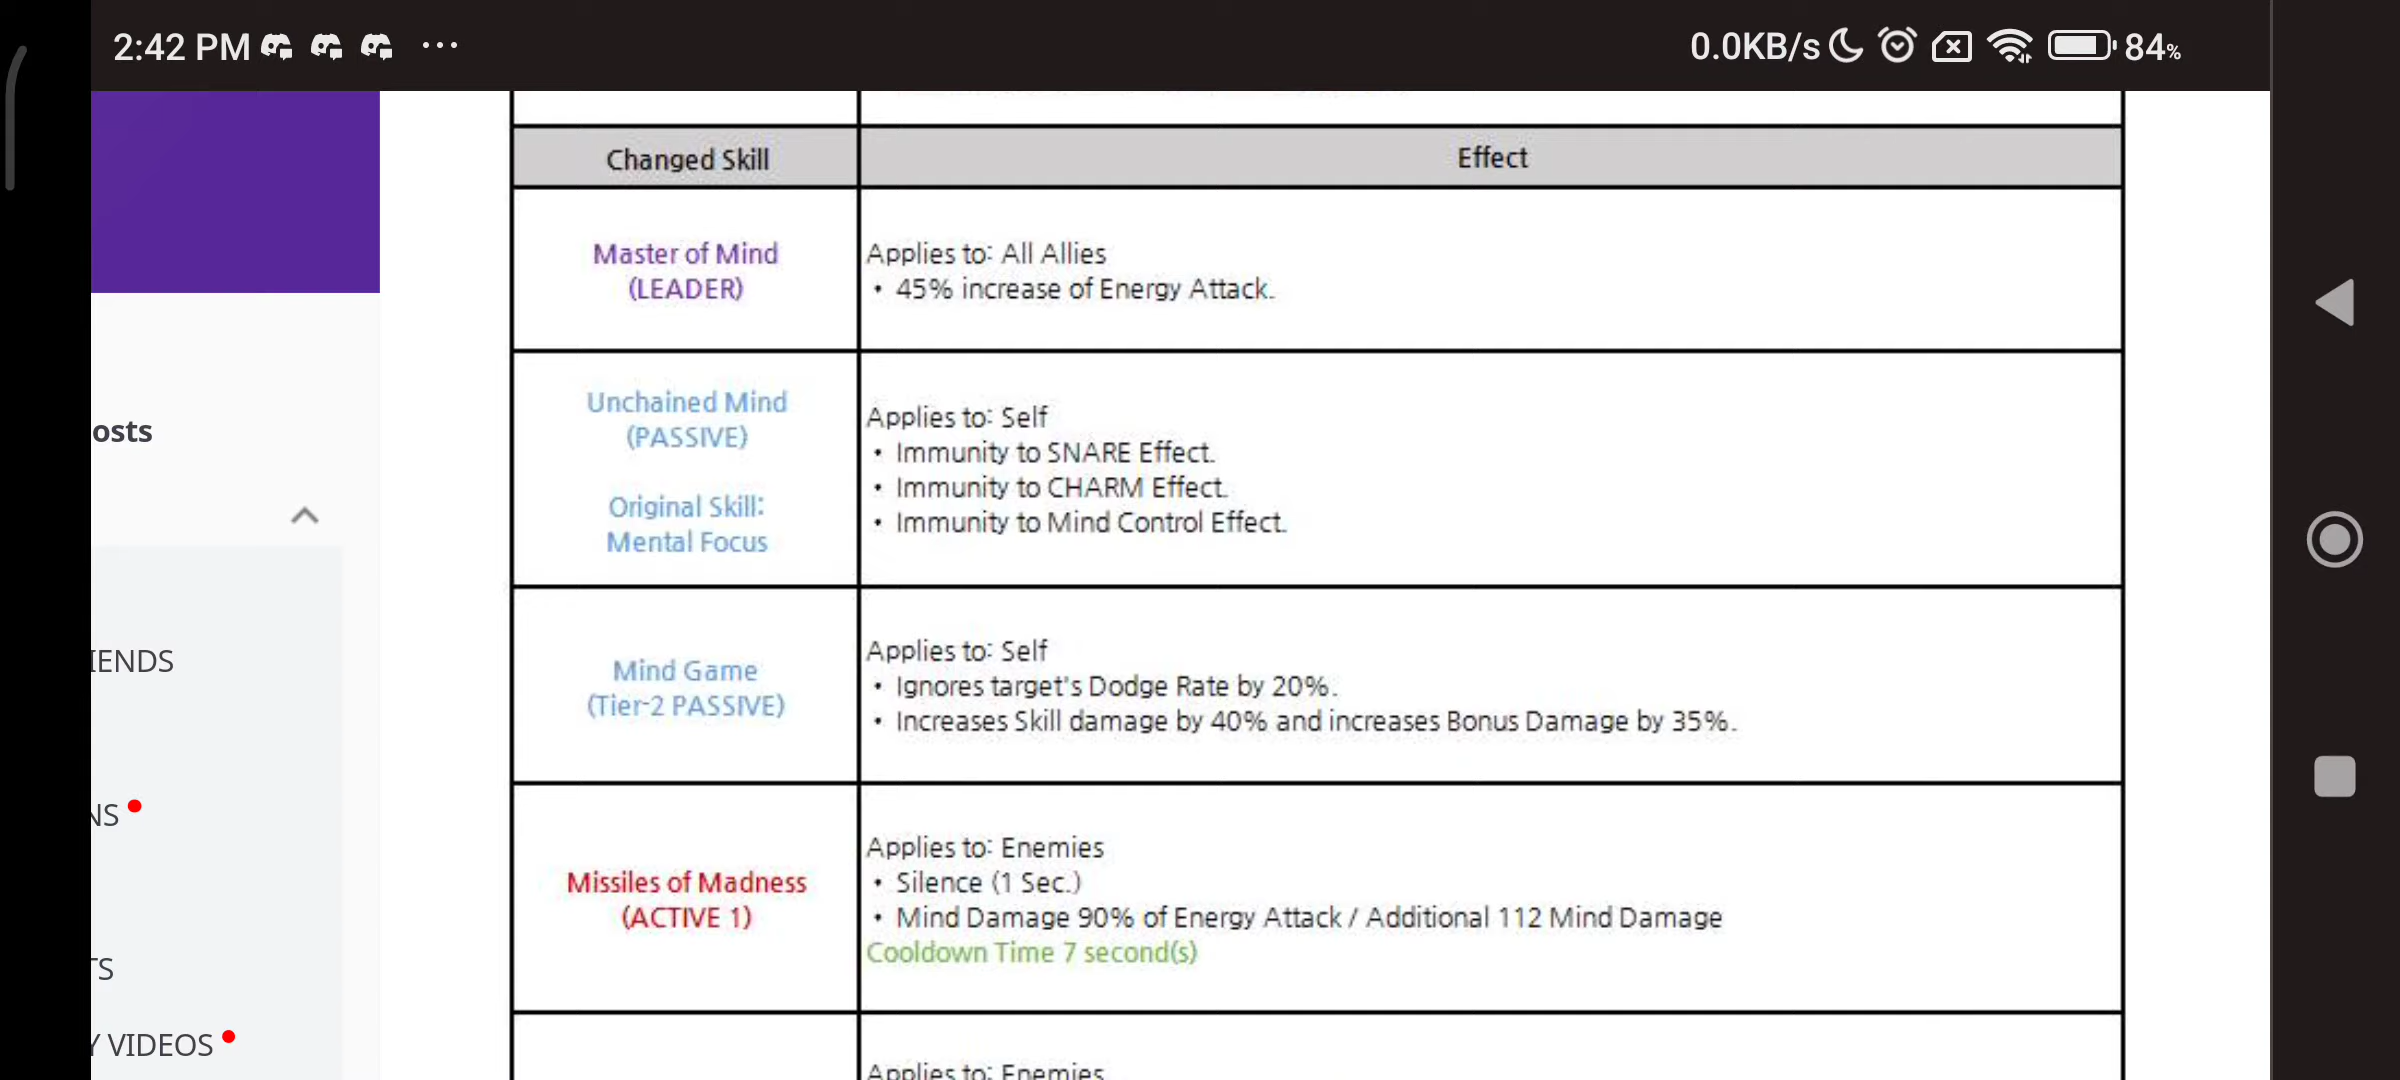 2:42 PM ...
0.0KB/s 84%
osts
IENDS
NS
TS
Y VIDEOS
Changed Skill
Effect
Master of Mind
(LEADER)
Applies to: All Allies
• 45% increase of Energy Attack.
Unchained Mind
(PASSIVE)
Original Skill:
Mental Focus
Applies to: Self
• Immunity to SNARE Effect.
• Immunity to CHARM Effect.
• Immunity to Mind Control Effect.
Mind Game
(Tier-2 PASSIVE)
Applies to: Self
• Ignores target's Dodge Rate by 20%.
• Increases Skill damage by 40% and increases Bonus Damage by 35%.
Missiles of Madness
(ACTIVE 1)
Applies to: Enemies
• Silence (1 Sec.)
• Mind Damage 90% of Energy Attack / Additional 112 Mind Damage
Cooldown Time 7 second(s)
Applies to: Enemies